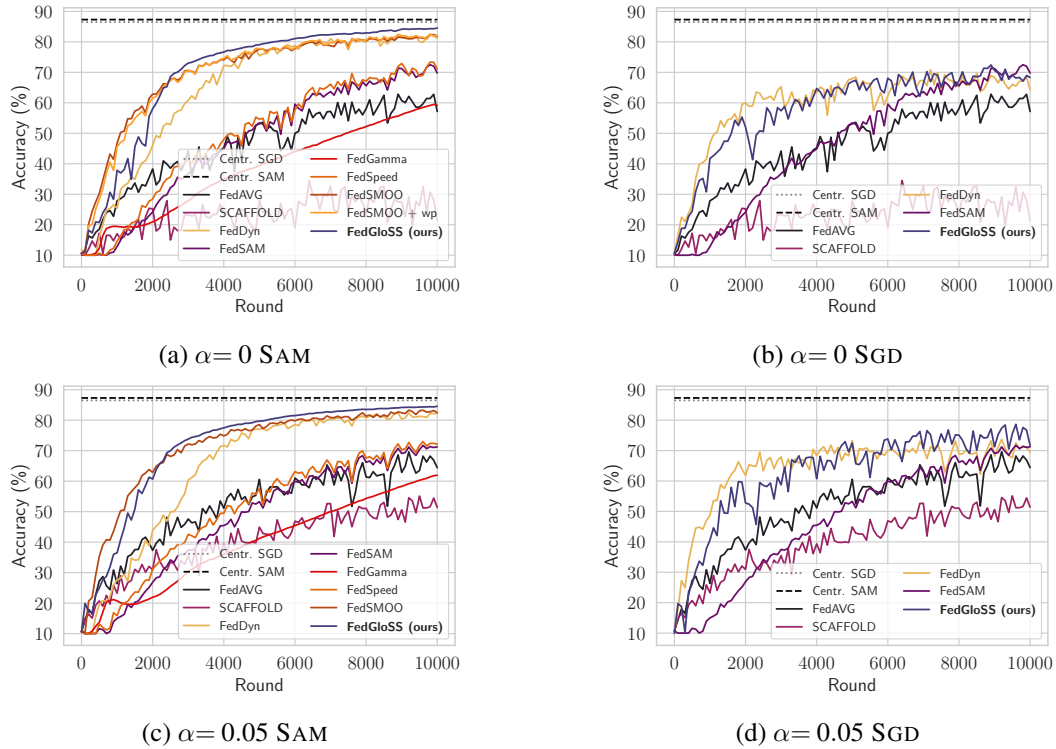 90
80
70
60
50
40
30
20
10
Accuracy (%)
Centr. SGD
Centr. SAM
FedAVG
SCAFFOLD
FedDyn
FedSAM
FedGamma
FedSpeed
FedSMOO
FedSMOO + wp
FedGloSS (ours)
0 2000 4000 6000 8000 10000
Round
(a) α= 0 SAM
90
80
70
60
50
40
30
20
10
Accuracy (%)
Centr. SGD
Centr. SAM
FedAVG
SCAFFOLD
FedDyn
FedSAM
FedGloSS (ours)
0 2000 4000 6000 8000 10000
Round
(b) α= 0 SGD
90
80
70
60
50
40
30
20
10
Accuracy (%)
Centr. SGD
Centr. SAM
FedAVG
SCAFFOLD
FedDyn
FedSAM
FedGamma
FedSpeed
FedSMOO
FedGloSS (ours)
0 2000 4000 6000 8000 10000
Round
(c) α= 0.05 SAM
90
80
70
60
50
40
30
20
10
Accuracy (%)
Centr. SGD
Centr. SAM
FedAVG
SCAFFOLD
FedDyn
FedSAM
FedGloSS (ours)
0 2000 4000 6000 8000 10000
Round
(d) α= 0.05 SGD